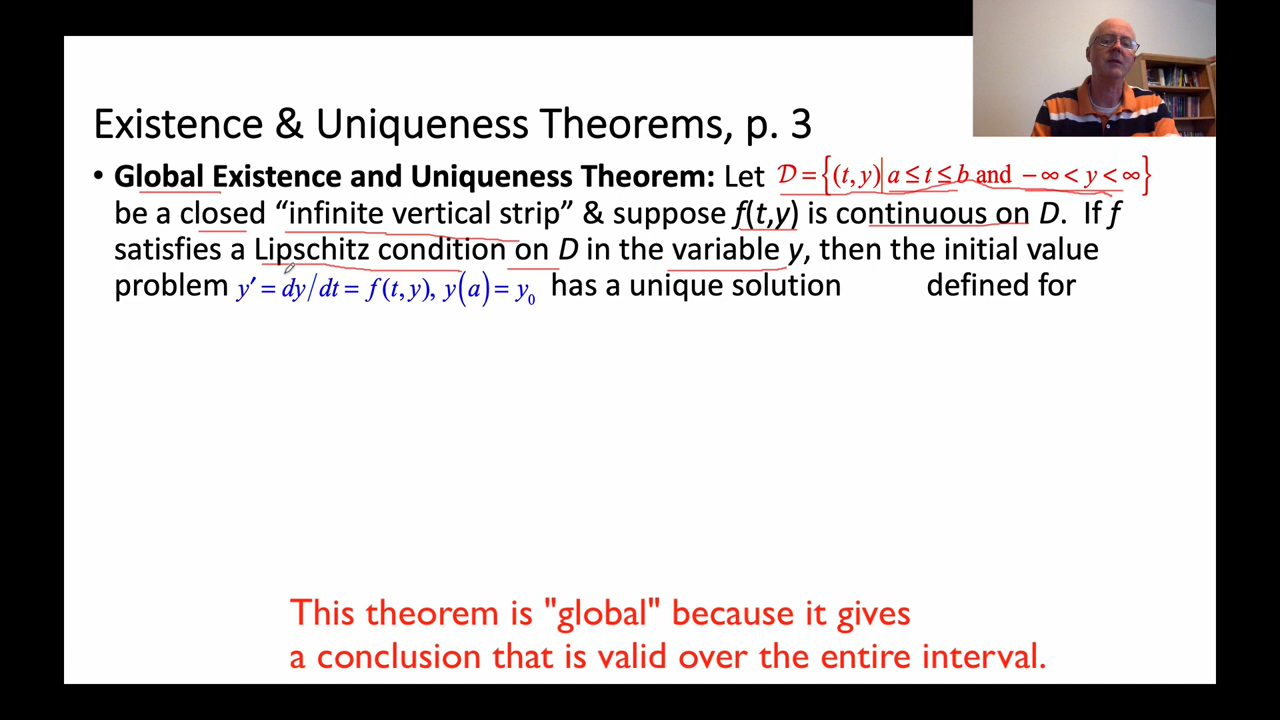 Existence & Uniqueness Theorems, p. 3
• Global Existence and Uniqueness Theorem: Let 𝒟 = {(t, y)| a ≤ t ≤ b and −∞ < y < ∞}
be a closed “infinite vertical strip” & suppose f(t,y) is continuous on D. If f
satisfies a Lipschitz condition on D in the variable y, then the initial value
problem y′ = dy/dt = f(t, y), y(a) = y₀ has a unique solution defined for
This theorem is "global" because it gives
a conclusion that is valid over the entire interval.